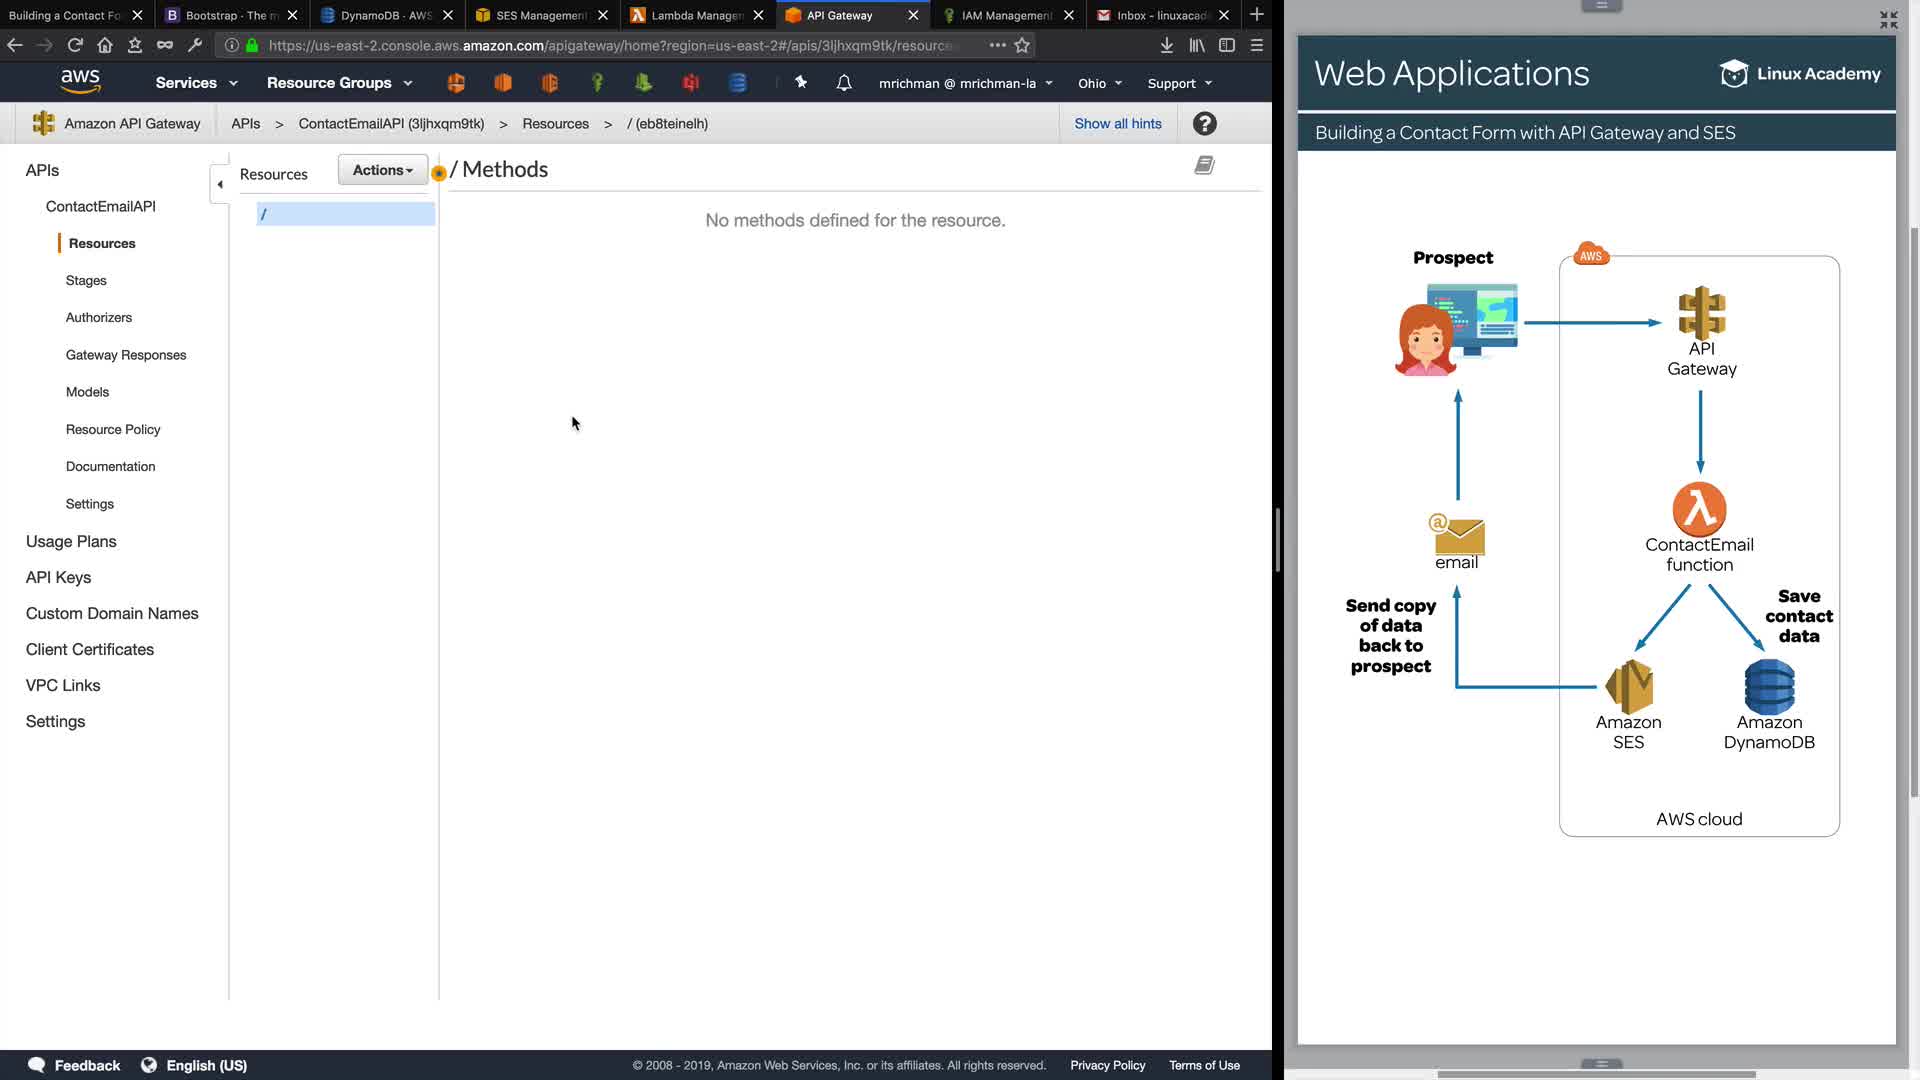 Building a Contact Fo
Bootstrap - The m
DynamoDB - AWS
SES Management
Lambda Manager
API Gateway
IAM Management
Inbox - linuxacade
https://us-east-2.console.aws.amazon.com/apigateway/home?region=us-east-2#/apis/3ljhxqm9tk/resource
aws
Services
Resource Groups
mrichman @ mrichman-la
Ohio
Support
Amazon API Gateway
APIs > ContactEmailAPI (3ljhxqm9tk) > Resources > / (eb8teinelh)
Show all hints
?
APIs
ContactEmailAPI
Resources
Stages
Authorizers
Gateway Responses
Models
Resource Policy
Documentation
Settings
Usage Plans
API Keys
Custom Domain Names
Client Certificates
VPC Links
Settings
Resources
Actions
/
/ Methods
No methods defined for the resource.
Feedback
English (US)
© 2008 - 2019, Amazon Web Services, Inc. or its affiliates. All rights reserved.
Privacy Policy
Terms of Use
Web Applications
Linux Academy
Building a Contact Form with API Gateway and SES
Prospect
AWS
API
Gateway
ContactEmail
function
@
email
Send copy
of data
back to
prospect
Save
contact
data
Amazon
SES
Amazon
DynamoDB
AWS cloud